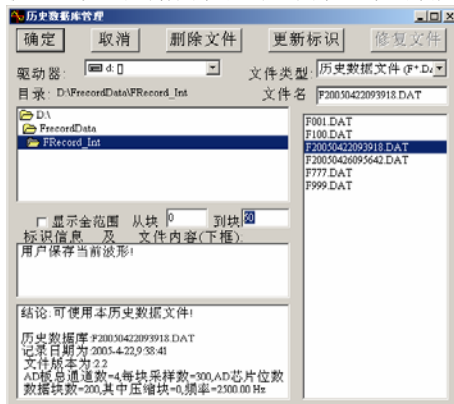 历史数据库管理
确定 取消 删除文件 更新标识 修复文件
驱动器: d: [] 文件类型: 历史数据文件 (F*.Da
目录: D:\FrecordData\FRecord_Int 文件名 F20050422093918.DAT
D:\
FrecordData
FRecord_Int
F001.DAT
F100.DAT
F20050422093918.DAT
F20050426095642.DAT
F777.DAT
F999.DAT
显示全范围 从块 0 到块 80
标识信息 及 文件内容(下框):
用户保存当前波形!
结论:可使用本历史数据文件!
历史数据库:F20050422093918.DAT
记录日期为:2005-4-22,9:38:41
文件版本为:2.2
AD板总通道数=4,每块采样数=300,AD芯片位数
数据块数=200,其中压缩块=0,频率=2500.00 Hz